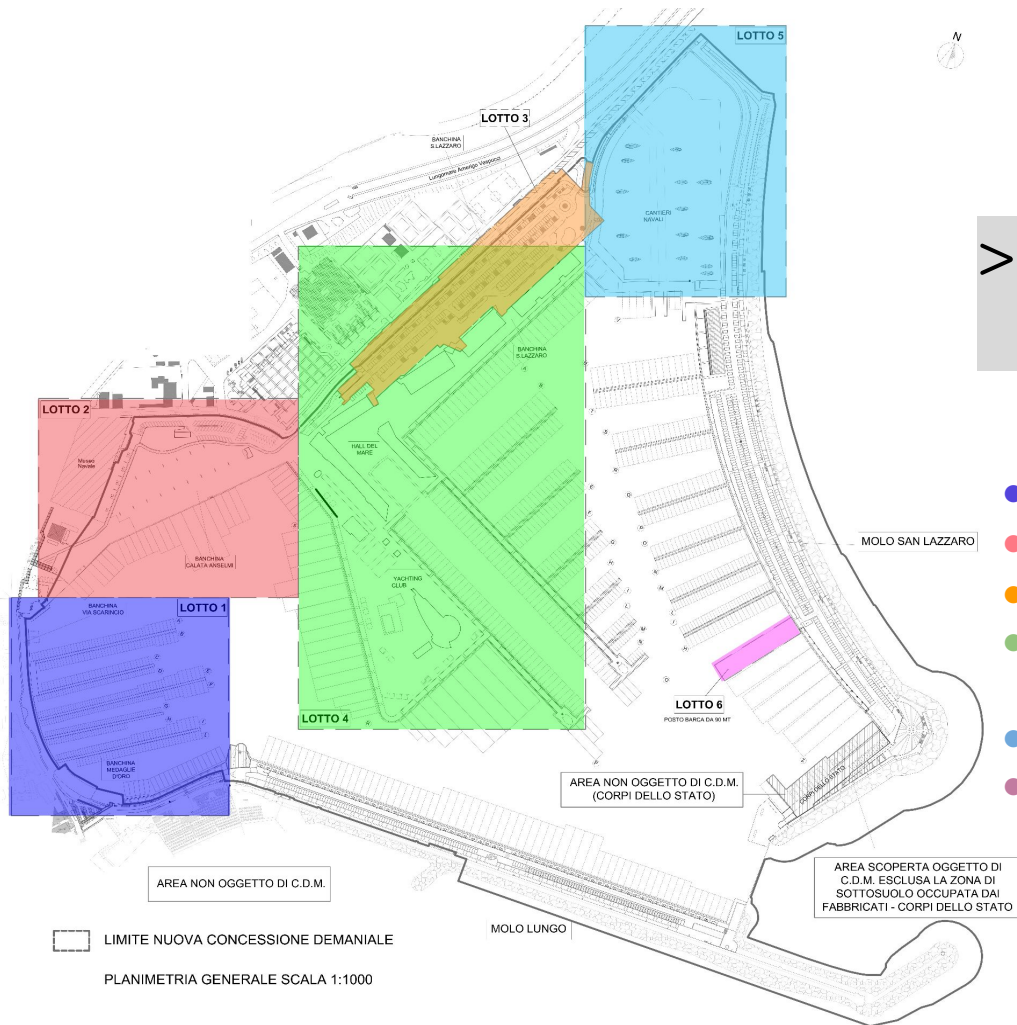 LOTTO 5
N
LOTTO 3
BANCHINA
S.LAZZARO
Lungomare Amerigo Vespucci
CANTIERI
NAVALI
>
BANCHINA
S.LAZZARO
LOTTO 2
Museo
Navale
HALL DEL
MARE
BANCHINA
CALATA ANSELMI
MOLO SAN LAZZARO
YACHTING
CLUB
BANCHINA
VIA SCARINCIO
LOTTO 1
LOTTO 6
POSTO BARCA DA 90 MT
LOTTO 4
BANCHINA
MEDAGLIE
D'ORO
AREA NON OGGETTO DI C.D.M.
(CORPI DELLO STATO)
CORPI DELLO STATO
AREA NON OGGETTO DI C.D.M.
AREA SCOPERTA OGGETTO DI
C.D.M. ESCLUSA LA ZONA DI
SOTTOSUOLO OCCUPATA DAI
FABBRICATI - CORPI DELLO STATO
MOLO LUNGO
LIMITE NUOVA CONCESSIONE DEMANIALE
PLANIMETRIA GENERALE SCALA 1:1000